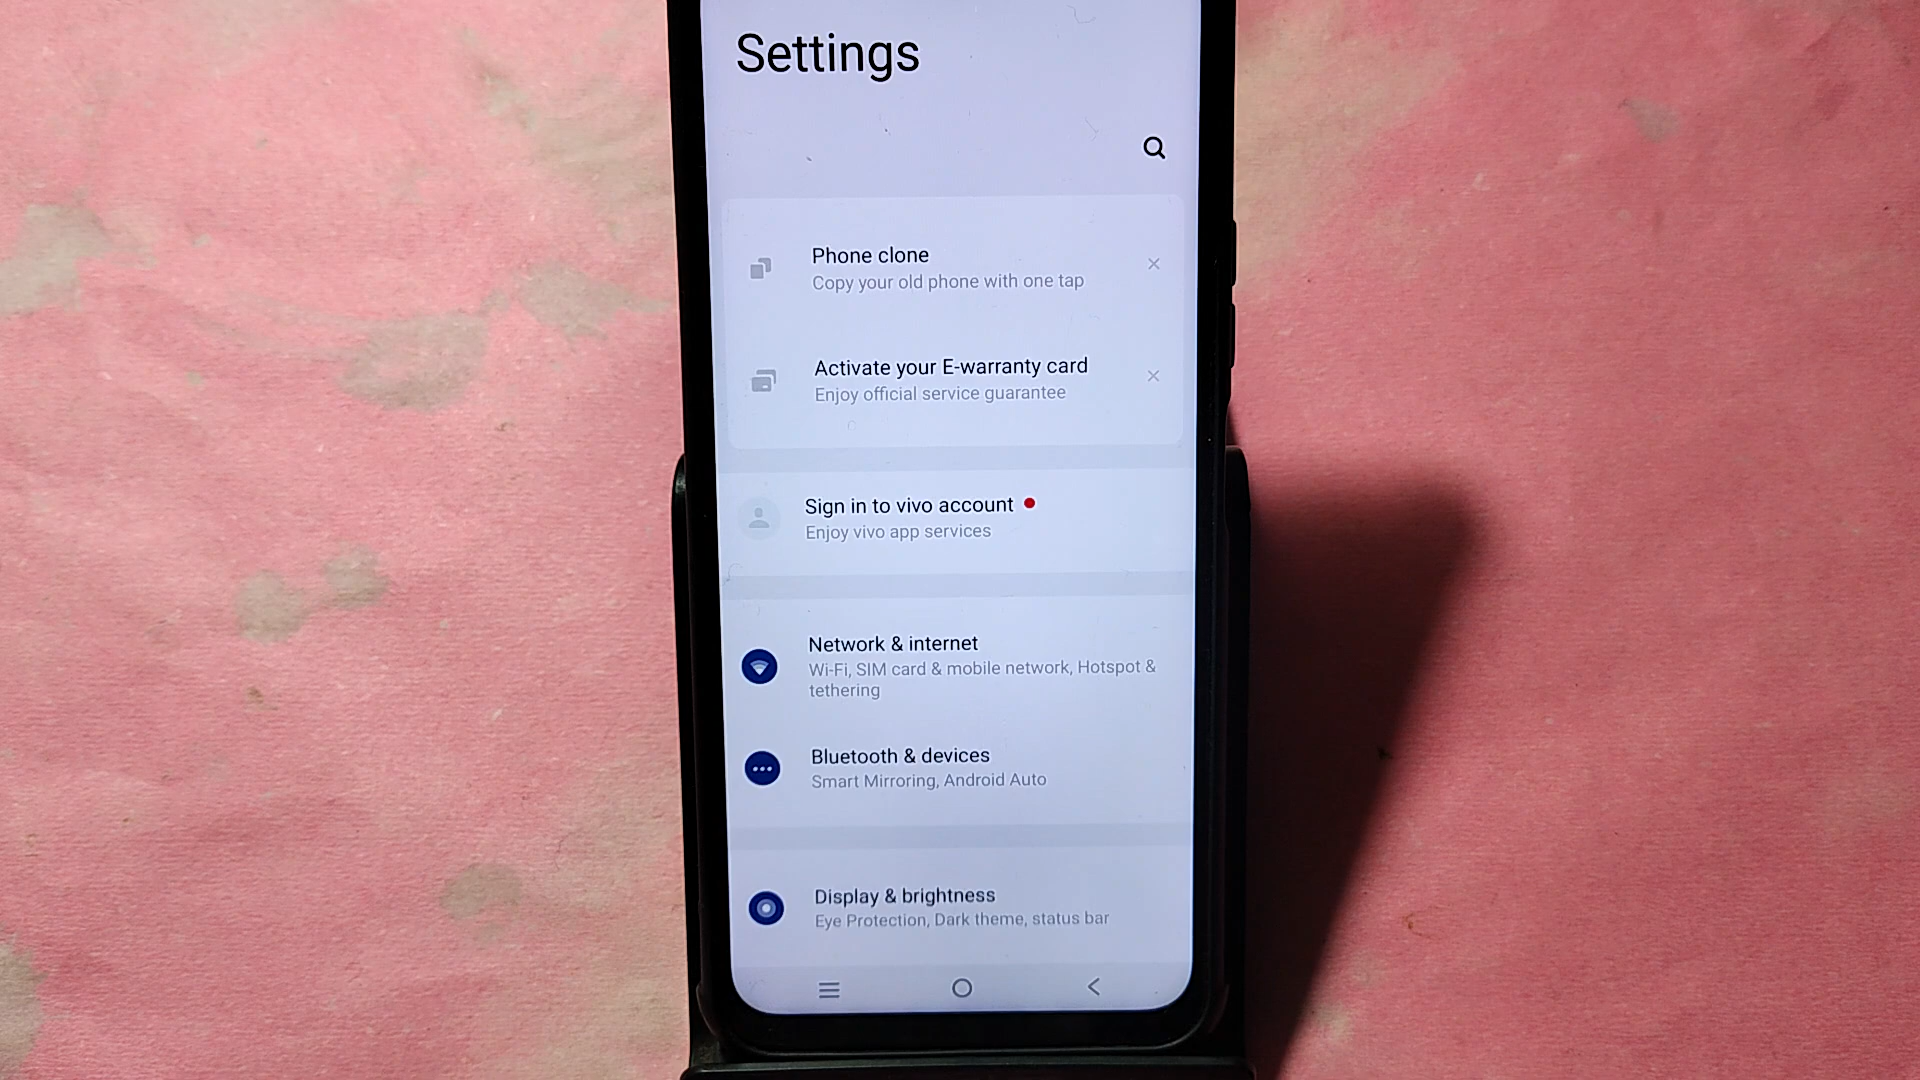 Settings
Phone clone
Copy your old phone with one tap
Activate your E-warranty card
Enjoy official service guarantee
Sign in to vivo account
Enjoy vivo app services
Network & internet
Wi-Fi, SIM card & mobile network, Hotspot &
tethering
Bluetooth & devices
Smart Mirroring, Android Auto
Display & brightness
Eye Protection, Dark theme, status bar